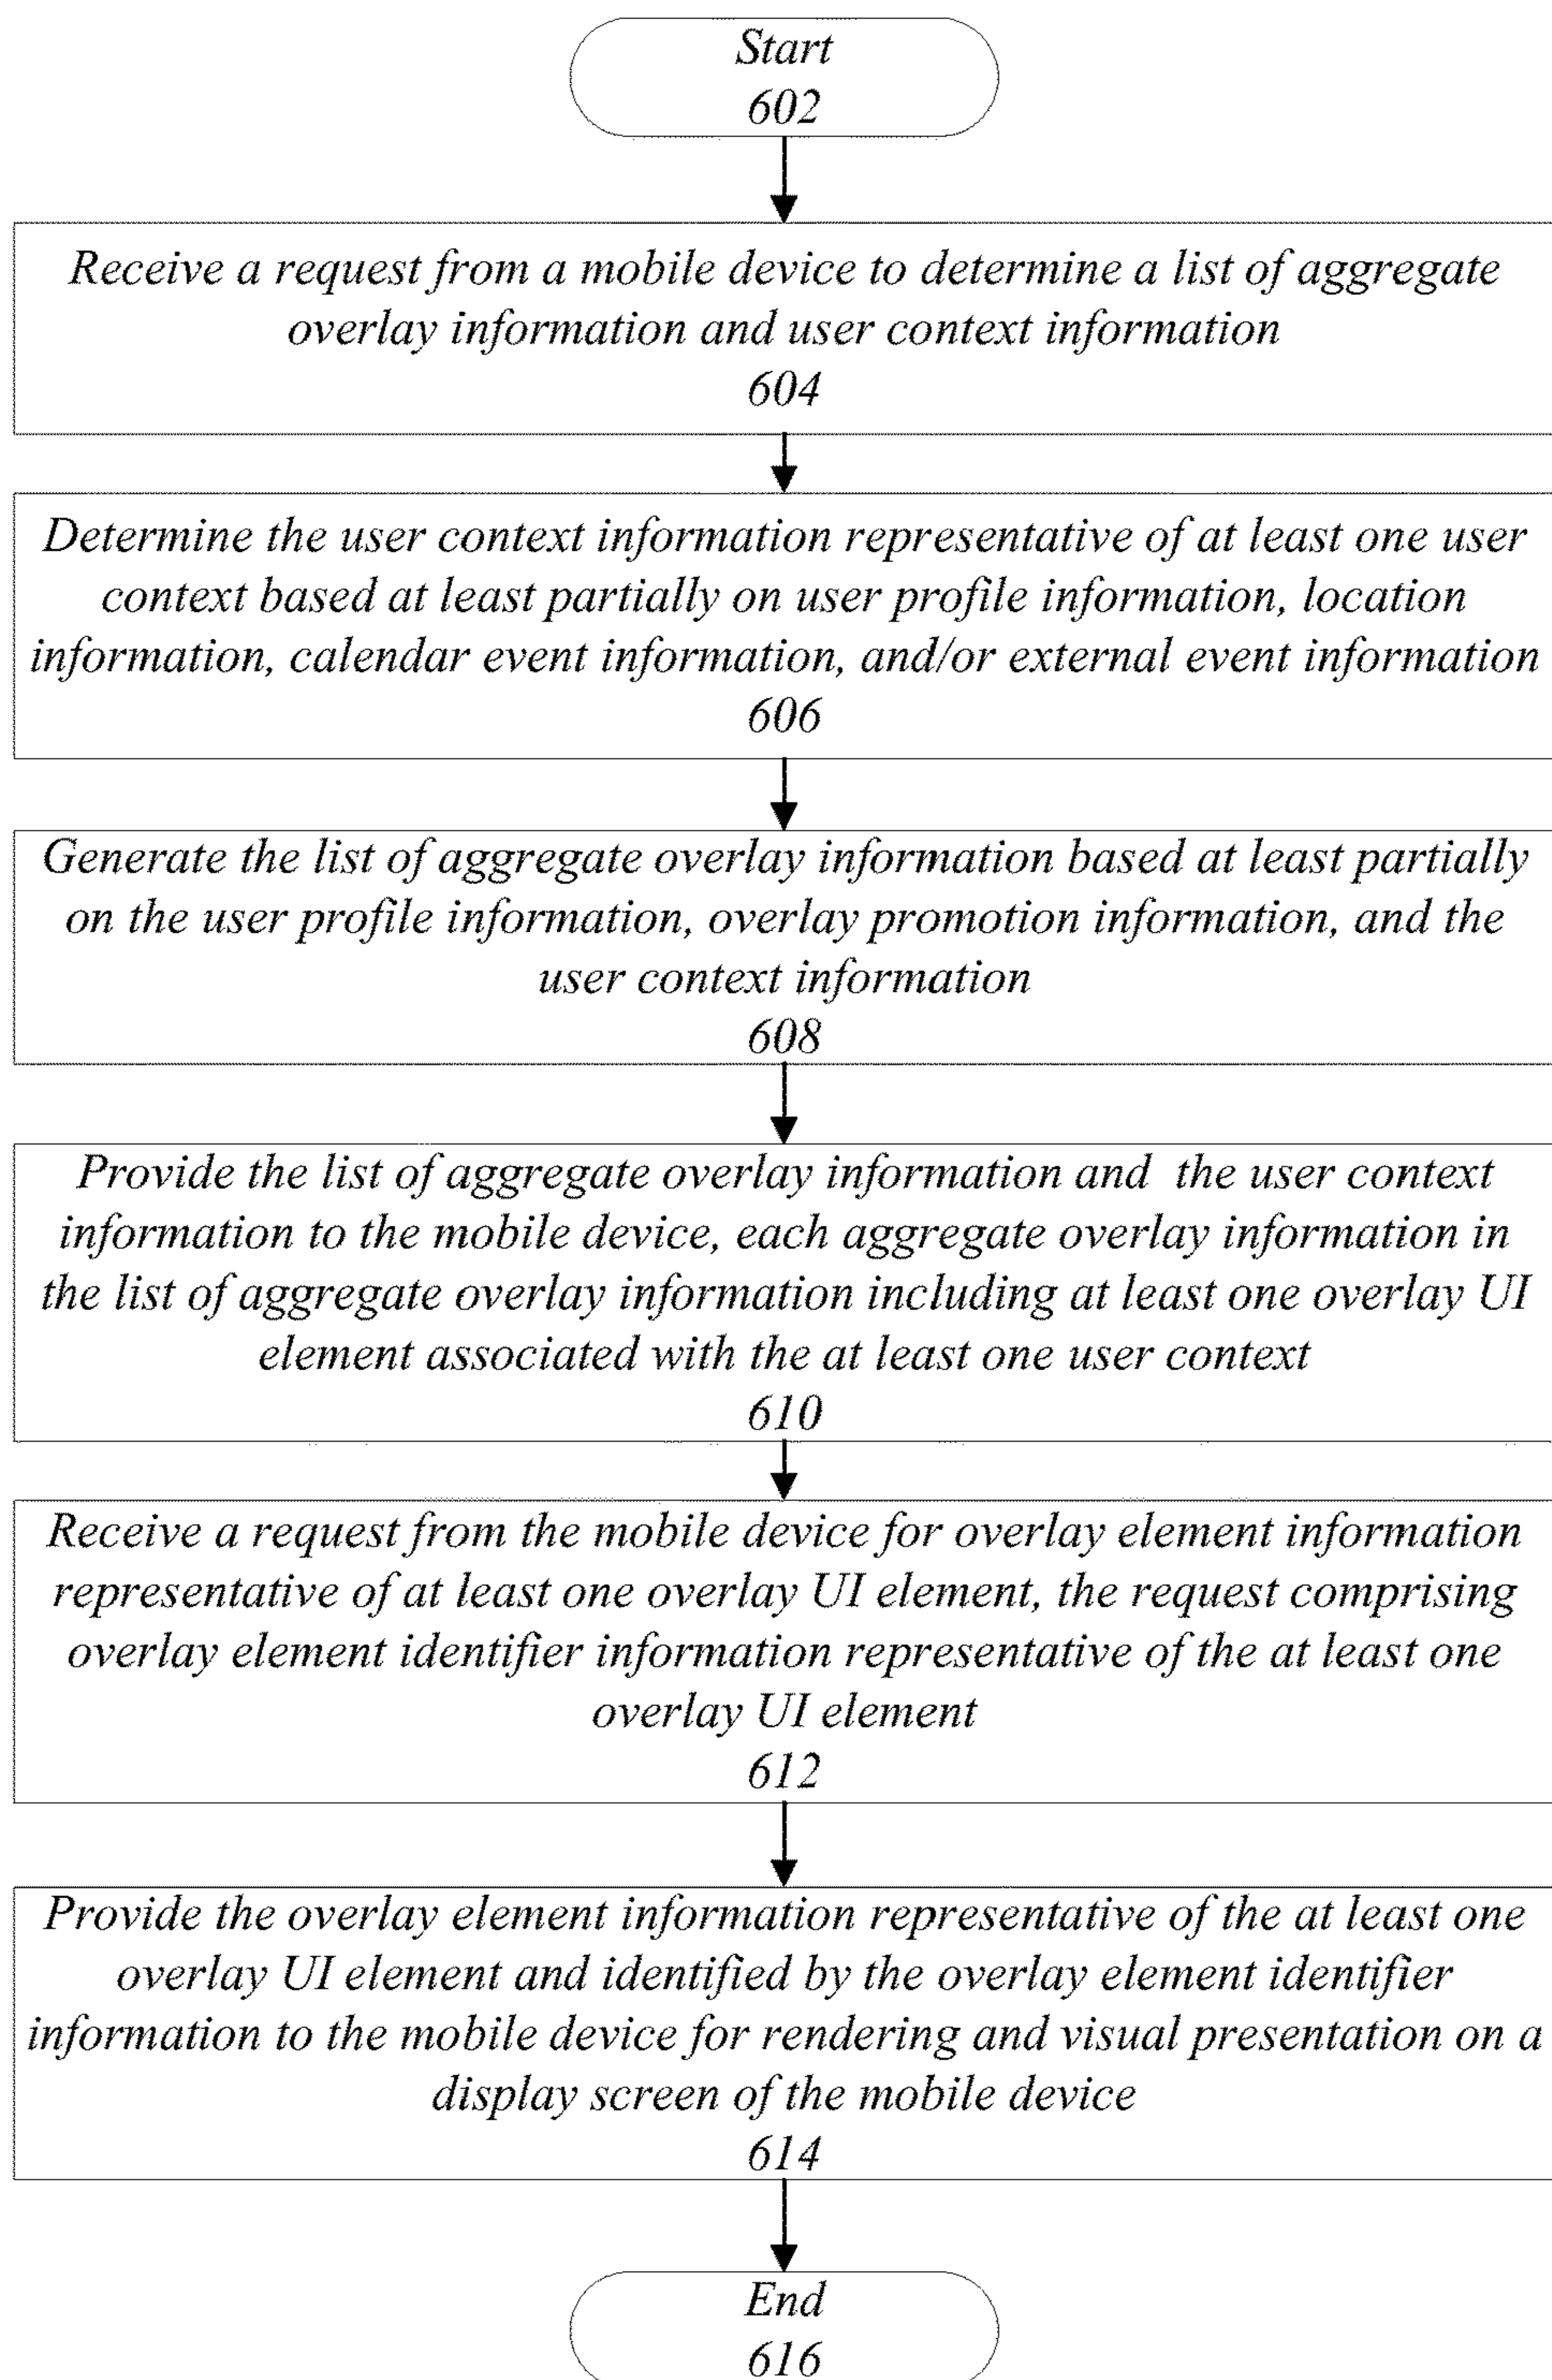 Start
602
Receive a request from a mobile device to determine a list of aggregate
overlay information and user context information
604
Determine the user context information representative of at least one user
context based at least partially on user profile information, location
information, calendar event information, and/or external event information
606
Generate the list of aggregate overlay information based at least partially
on the user profile information, overlay promotion information, and the
user context information
608
Provide the list of aggregate overlay information and the user context
information to the mobile device, each aggregate overlay information in
the list of aggregate overlay information including at least one overlay UI
element associated with the at least one user context
610
Receive a request from the mobile device for overlay element information
representative of at least one overlay UI element, the request comprising
overlay element identifier information representative of the at least one
overlay UI element
612
Provide the overlay element information representative of the at least one
overlay UI element and identified by the overlay element identifier
information to the mobile device for rendering and visual presentation on a
display screen of the mobile device
614
End
616